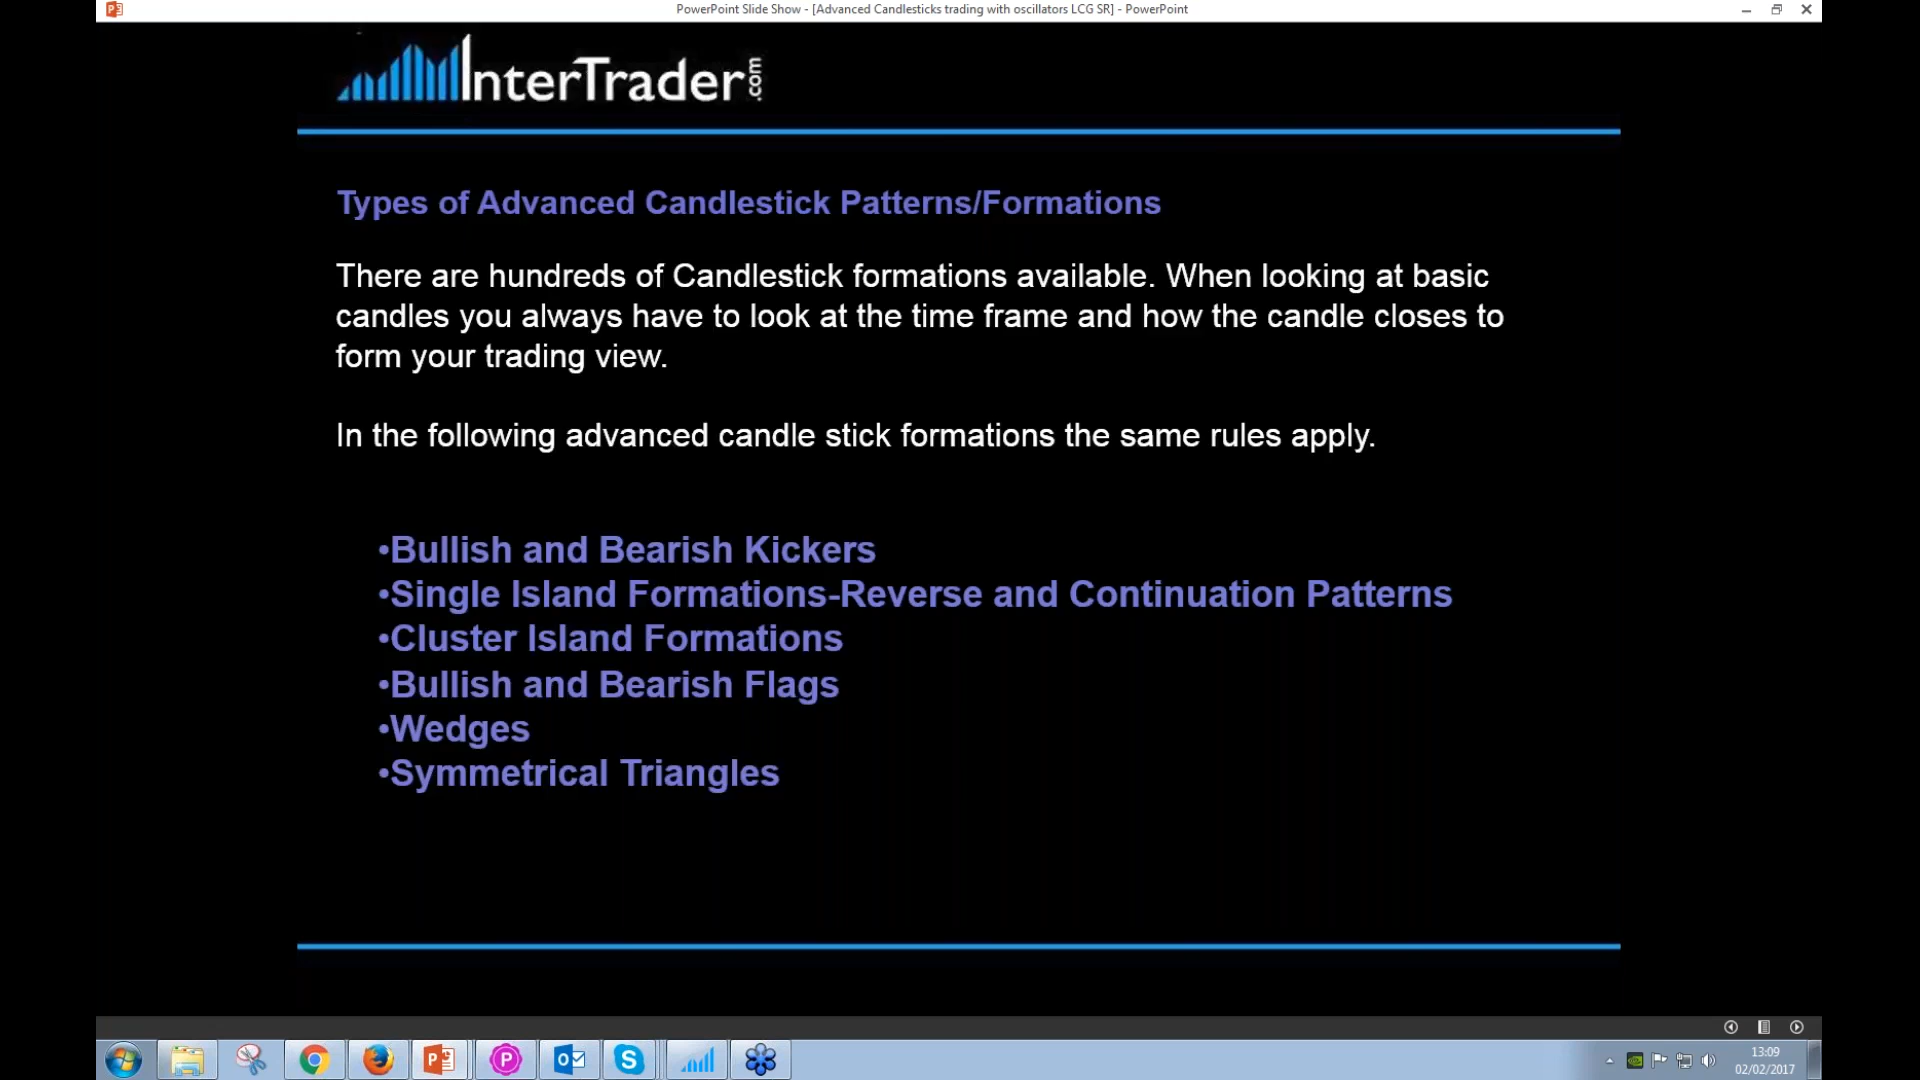 PowerPoint Slide Show - [Advanced Candlesticks trading with oscillators LCG SR] - PowerPoint
InterTrader.com
Types of Advanced Candlestick Patterns/Formations
There are hundreds of Candlestick formations available. When looking at basic
candles you always have to look at the time frame and how the candle closes to
form your trading view.
In the following advanced candle stick formations the same rules apply.
•Bullish and Bearish Kickers
•Single Island Formations-Reverse and Continuation Patterns
•Cluster Island Formations
•Bullish and Bearish Flags
•Wedges
•Symmetrical Triangles
13:09
02/02/2017